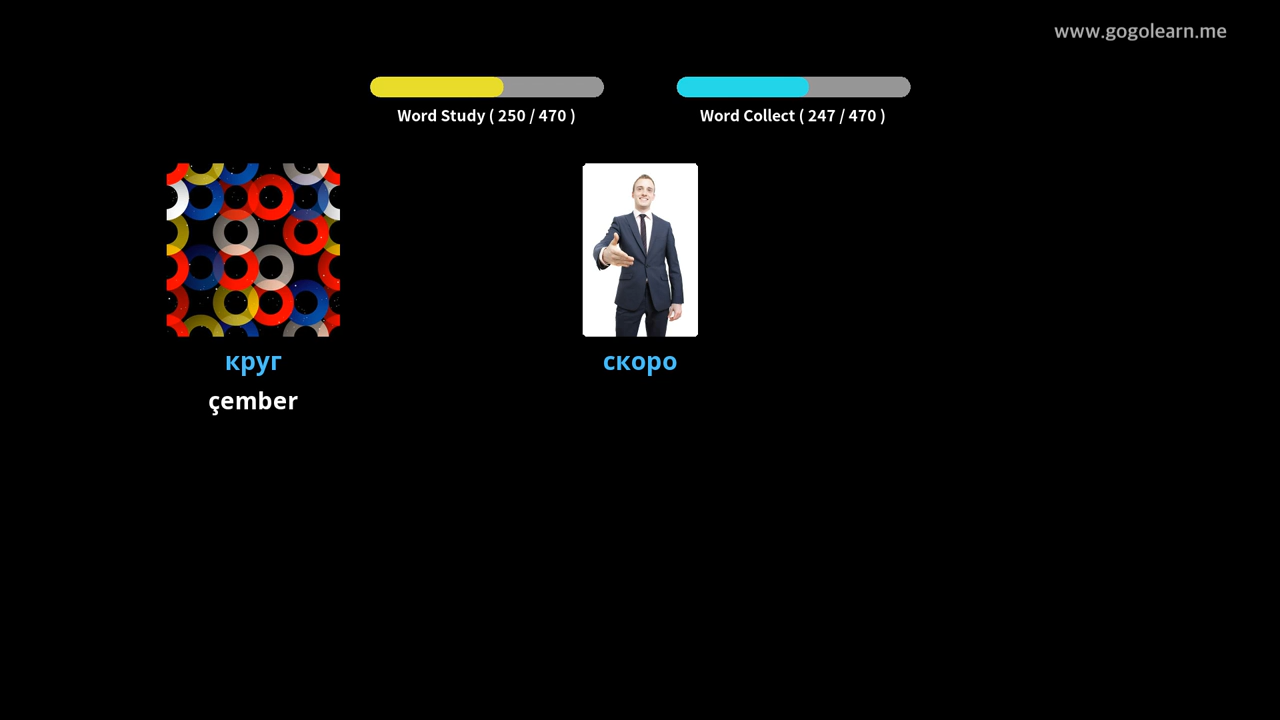 www.gogolearn.me
Word Study ( 250 / 470 )
Word Collect ( 247 / 470 )
круг
çember
скоро